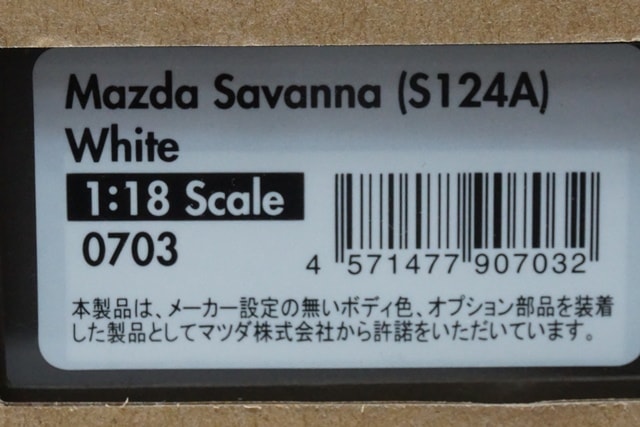 Mazda Savanna (S124A)
White
1:18 Scale
0703
4 571477 907032
本製品は、メーカー設定の無いボディ色、オプション部品を装着
した製品としてマツダ株式会社から許諾をいただいています。